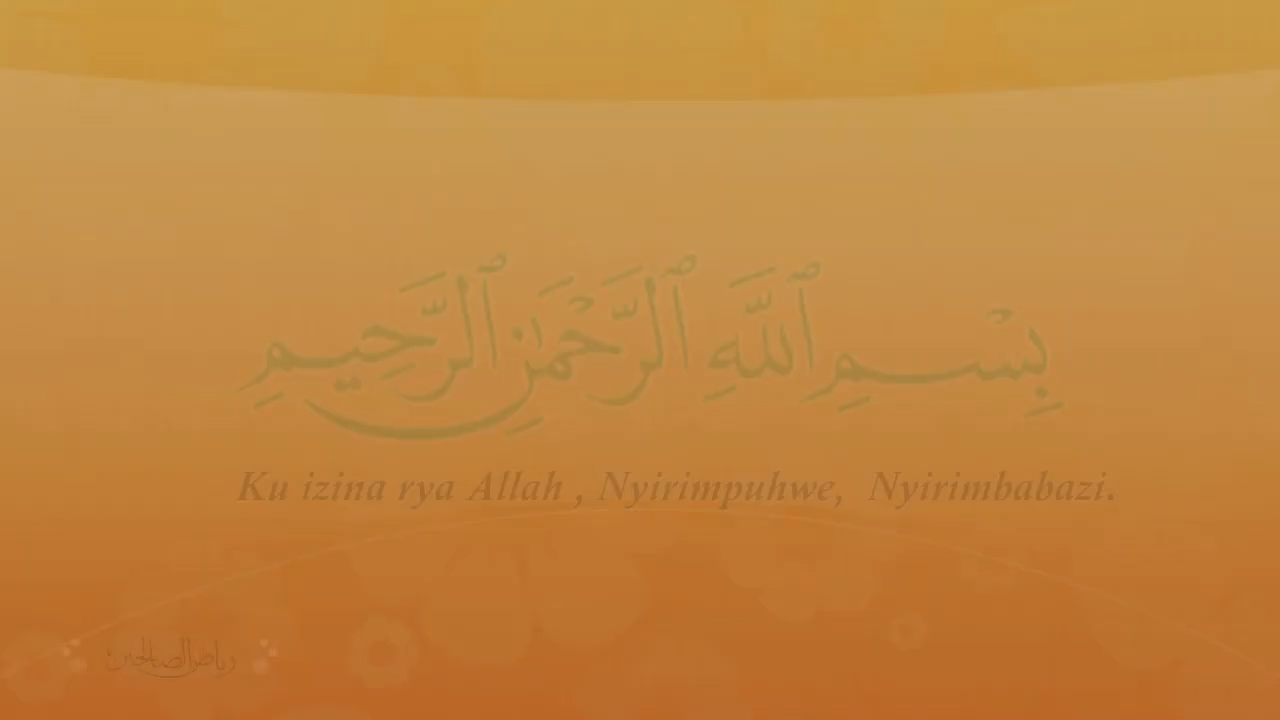 بِسْمِ ٱللَّهِ ٱلرَّحْمَٰنِ ٱلرَّحِيمِ
Ku izina rya Allah , Nyirimpuhwe, Nyirimbabazi.
رياض الصالحين